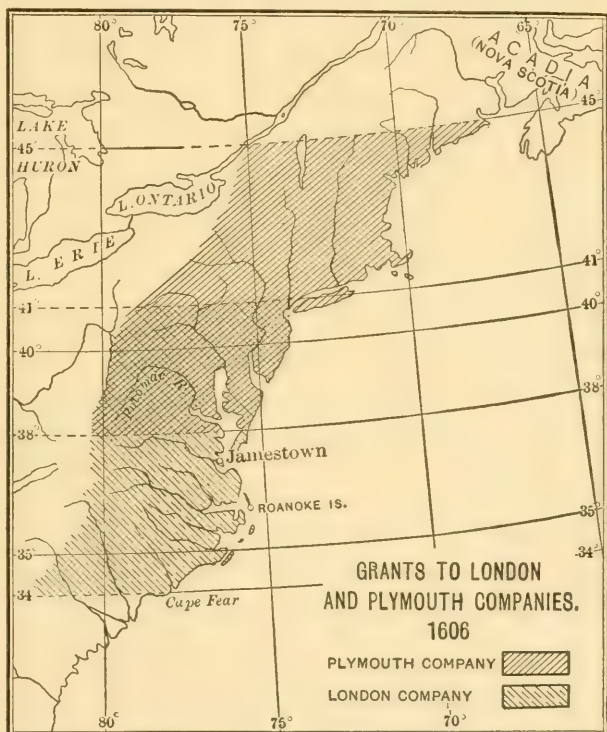 80° 75° 70° 65°
ACADIA
(NOVA SCOTIA)
45°
LAKE
45°
HURON
L. ONTARIO
L. ERIE
41°
41°
40°
40°
Potomac R.
38°
38°
Jamestown
ROANOKE IS.
35°
35°
34°
34°
Cape Fear
GRANTS TO LONDON
AND PLYMOUTH COMPANIES.
1606
PLYMOUTH COMPANY
LONDON COMPANY
80° 75° 70°